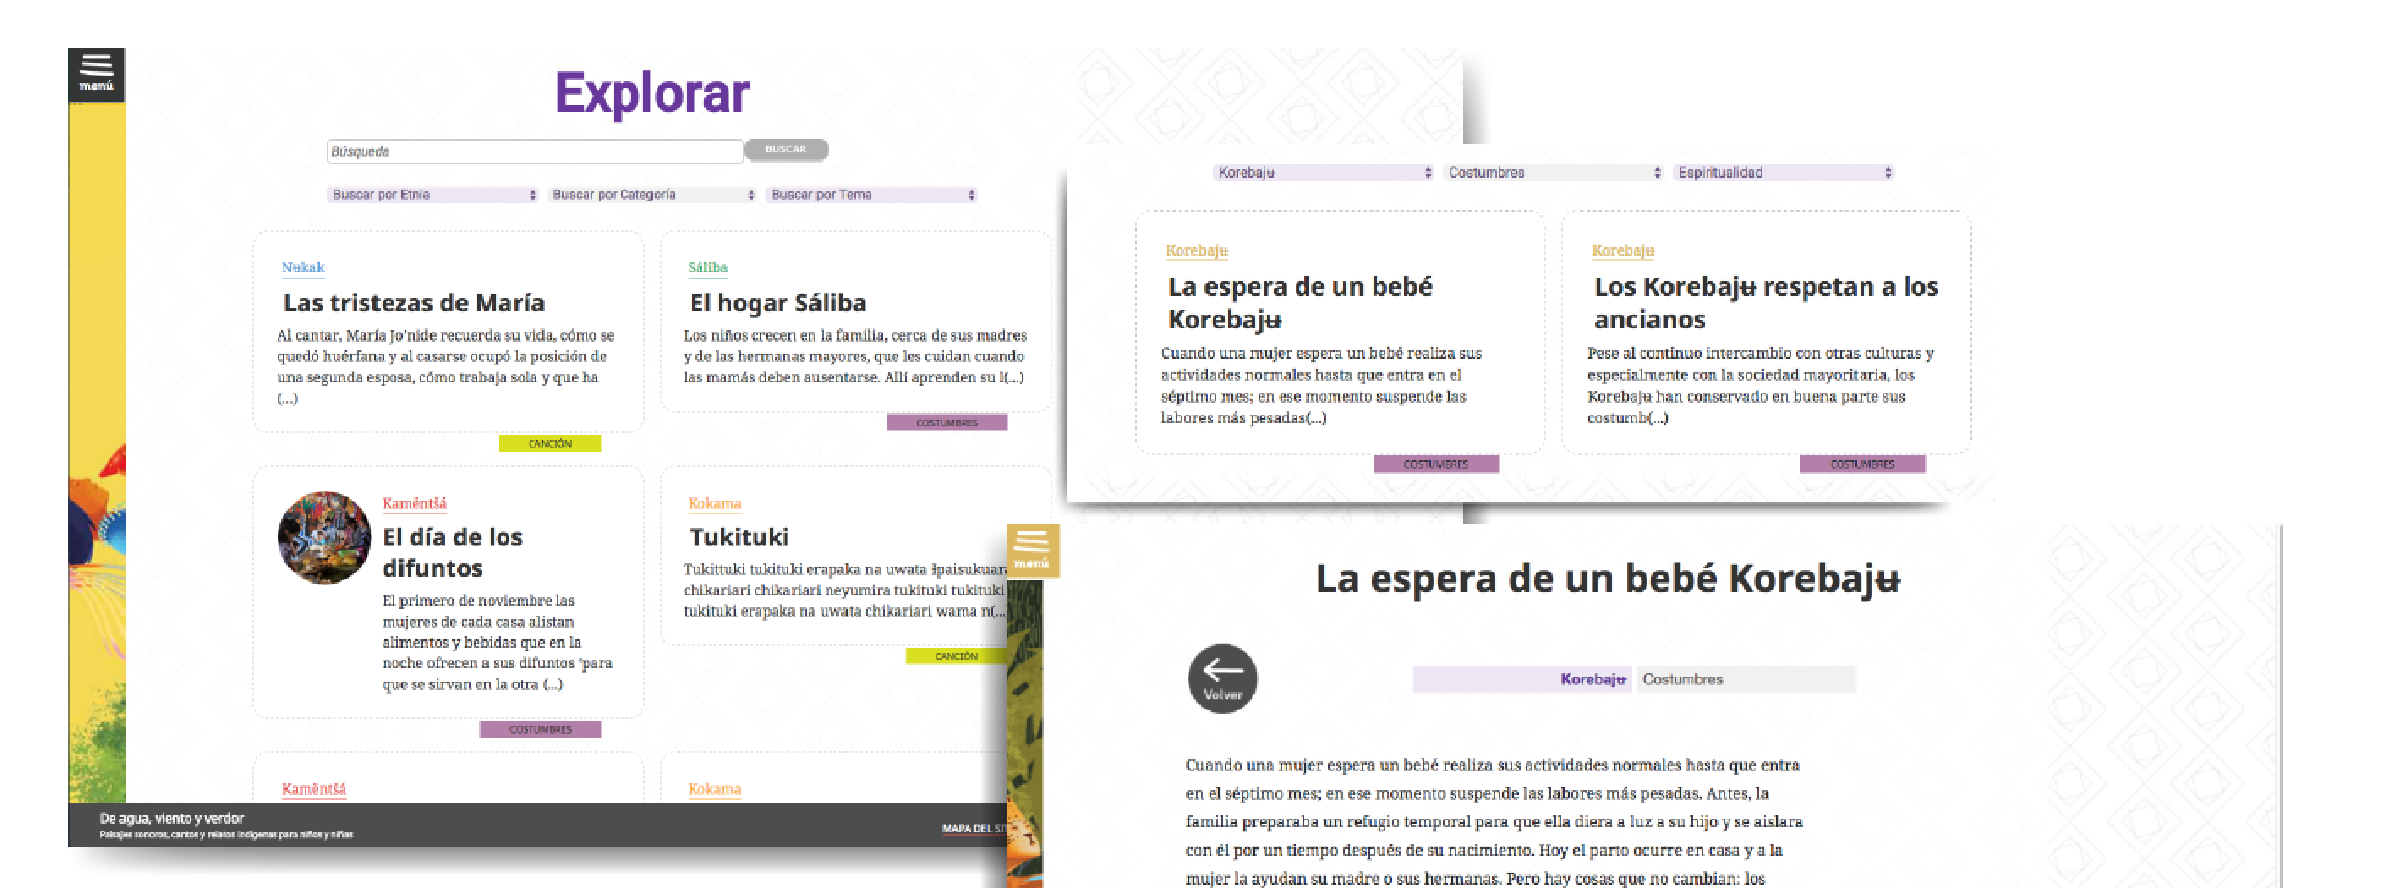 menú
Explorar
Búsqueda
BUSCAR
Buscar por Etnia
Buscar por Categoría
Buscar por Tema
Nʉkak
Las tristezas de María
Al cantar, María Jo'nide recuerda su vida, cómo se
quedó huérfana y al casarse ocupó la posición de
una segunda esposa, cómo trabaja sola y que ha
(...)
CANCIÓN
Sáliba
El hogar Sáliba
Los niños crecen en la familia, cerca de sus madres
y de las hermanas mayores, que les cuidan cuando
las mamás deben ausentarse. Allí aprenden su l(...)
COSTUMBRES
Kamëntšá
El día de los
difuntos
El primero de noviembre las
mujeres de cada casa alistan
alimentos y bebidas que en la
noche ofrecen a sus difuntos 'para
que se sirvan en la otra (...)
COSTUMBRES
Kokama
Tukituki
Tukittuki tukituki erapaka na uwata Ɨpaisukuara
chikariari chikariari neyumira tukituki tukituki
tukituki erapaka na uwata chikariari wama n(...
CANCIÓN
Kamëntšá
Kokama
De agua, viento y verdor
Paisajes sonoros, cantos y relatos indígenas para niños y niñas
MAPA DEL SIT
Korebajʉ
Costumbres
Espiritualidad
Korebajʉ
La espera de un bebé
Korebajʉ
Cuando una mujer espera un bebé realiza sus
actividades normales hasta que entra en el
séptimo mes; en ese momento suspende las
labores más pesadas(...)
COSTUMBRES
Korebajʉ
Los Korebajʉ respetan a los
ancianos
Pese al continuo intercambio con otras culturas y
especialmente con la sociedad mayoritaria, los
Korebajʉ han conservado en buena parte sus
costumb(...)
COSTUMBRES
menú
La espera de un bebé Korebajʉ
Volver
Korebajʉ
Costumbres
Cuando una mujer espera un bebé realiza sus actividades normales hasta que entra
en el séptimo mes; en ese momento suspende las labores más pesadas. Antes, la
familia preparaba un refugio temporal para que ella diera a luz a su hijo y se aislara
con él por un tiempo después de su nacimiento. Hoy el parto ocurre en casa y a la
mujer la ayudan su madre o sus hermanas. Pero hay cosas que no cambian: los